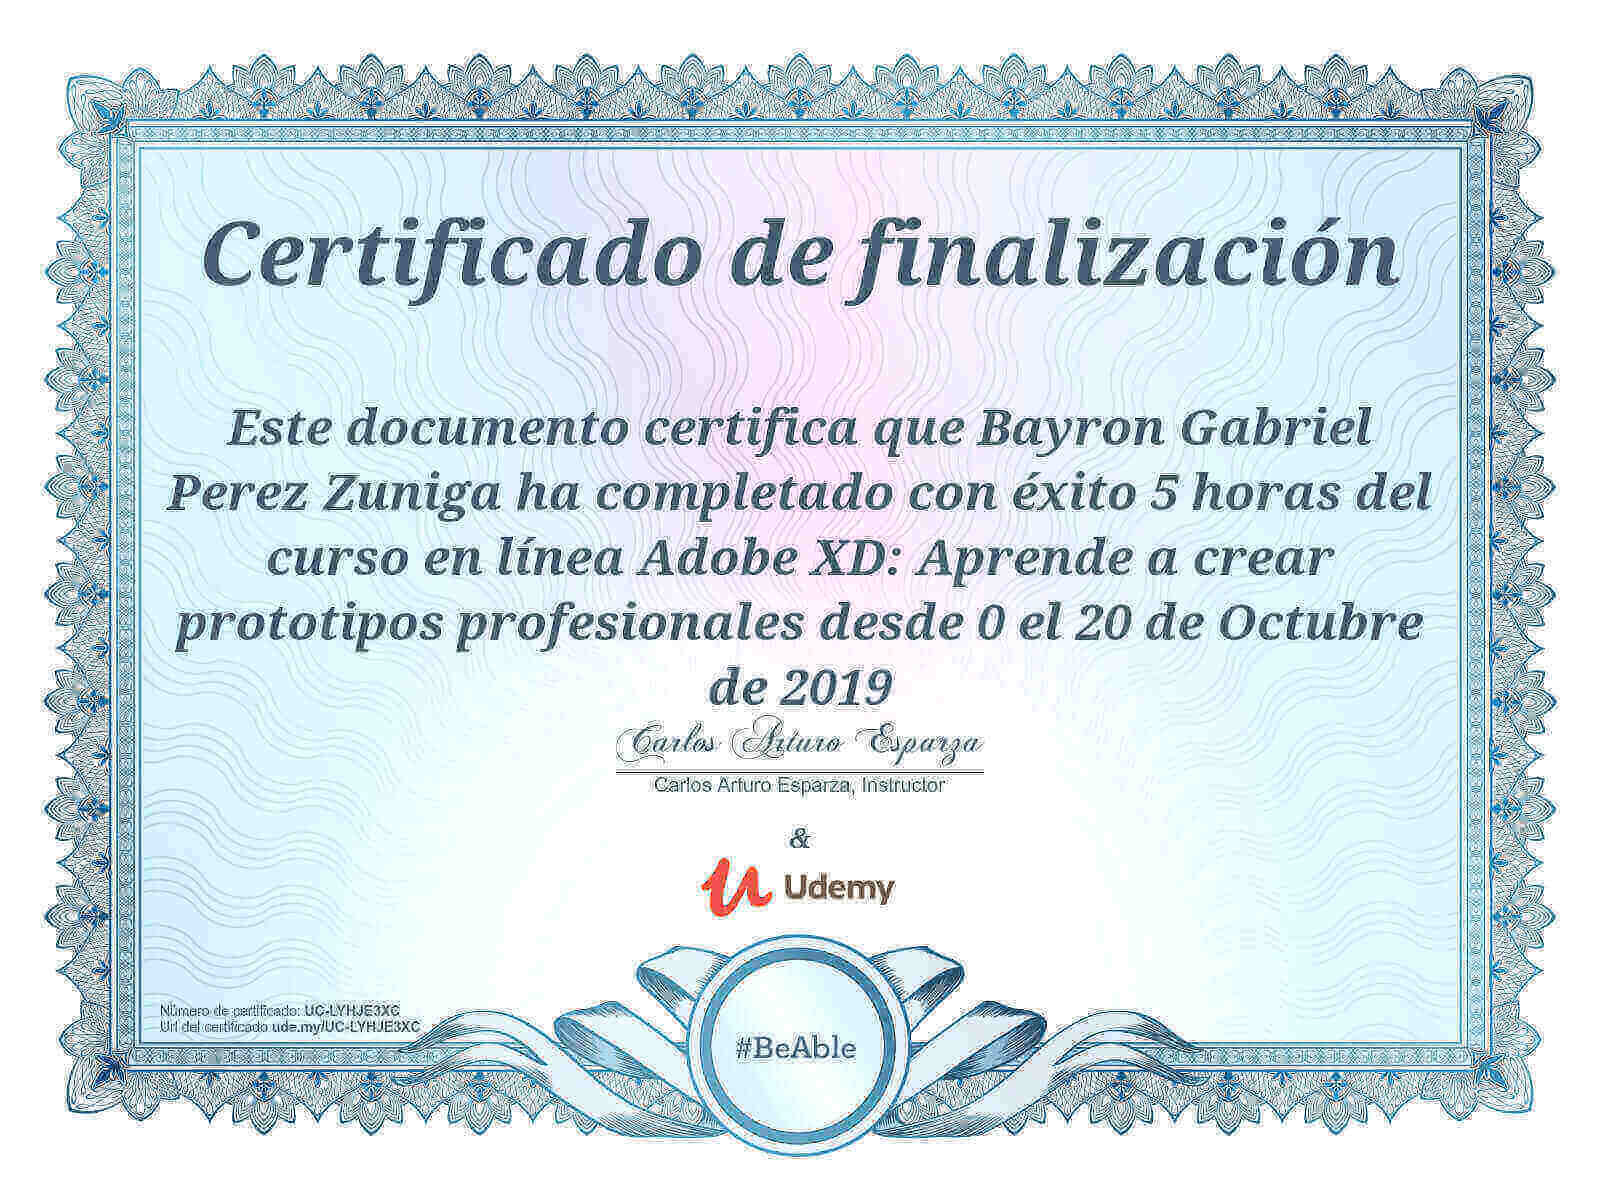 Certificado de finalización
Este documento certifica que Bayron Gabriel
Perez Zuniga ha completado con éxito 5 horas del
curso en línea Adobe XD: Aprende a crear
prototipos profesionales desde 0 el 20 de Octubre
de 2019
Carlos Arturo Esparza
Carlos Arturo Esparza, Instructor
&
Udemy
Número de certificado: UC-LYHJE3XC
Url del certificado ude.my/UC-LYHJE3XC
#BeAble